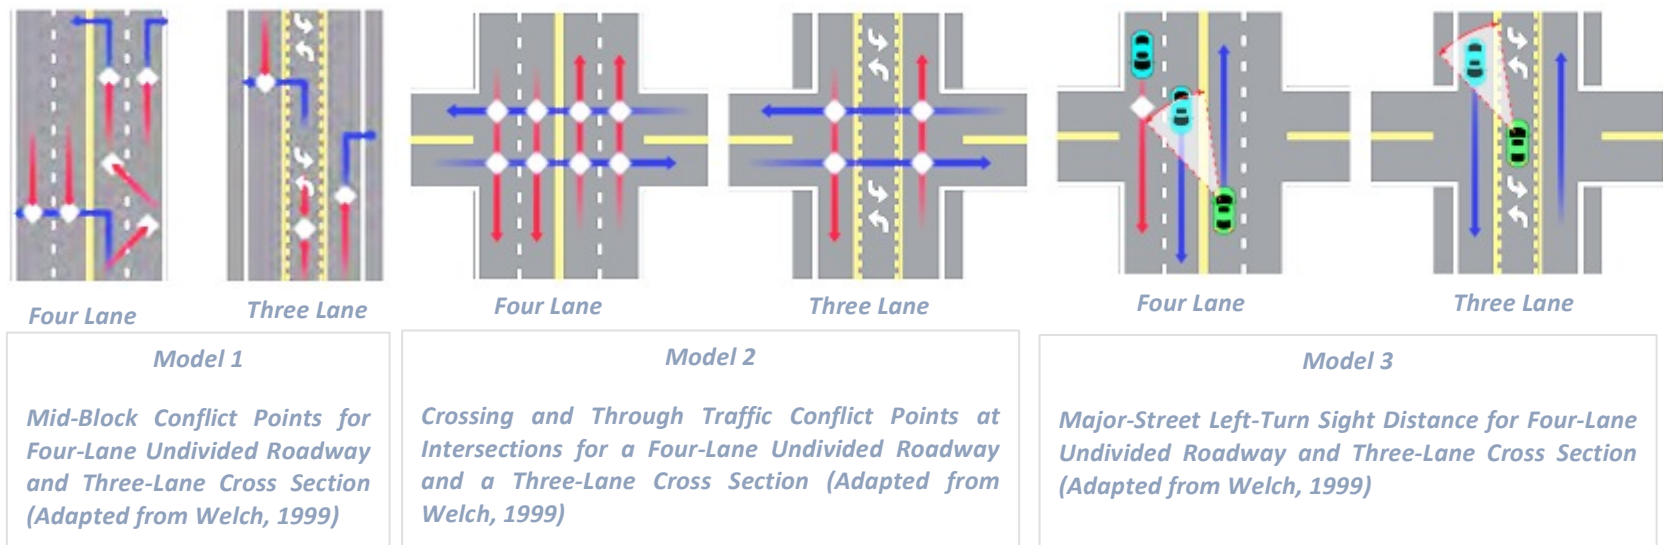 Four Lane
Three Lane
Four Lane
Three Lane
Four Lane
Three Lane
Model 1
Mid-Block Conflict Points for
Four-Lane Undivided Roadway
and Three-Lane Cross Section
(Adapted from Welch, 1999)
Model 2
Crossing and Through Traffic Conflict Points at
Intersections for a Four-Lane Undivided Roadway
and a Three-Lane Cross Section (Adapted from
Welch, 1999)
Model 3
Major-Street Left-Turn Sight Distance for Four-Lane
Undivided Roadway and Three-Lane Cross Section
(Adapted from Welch, 1999)